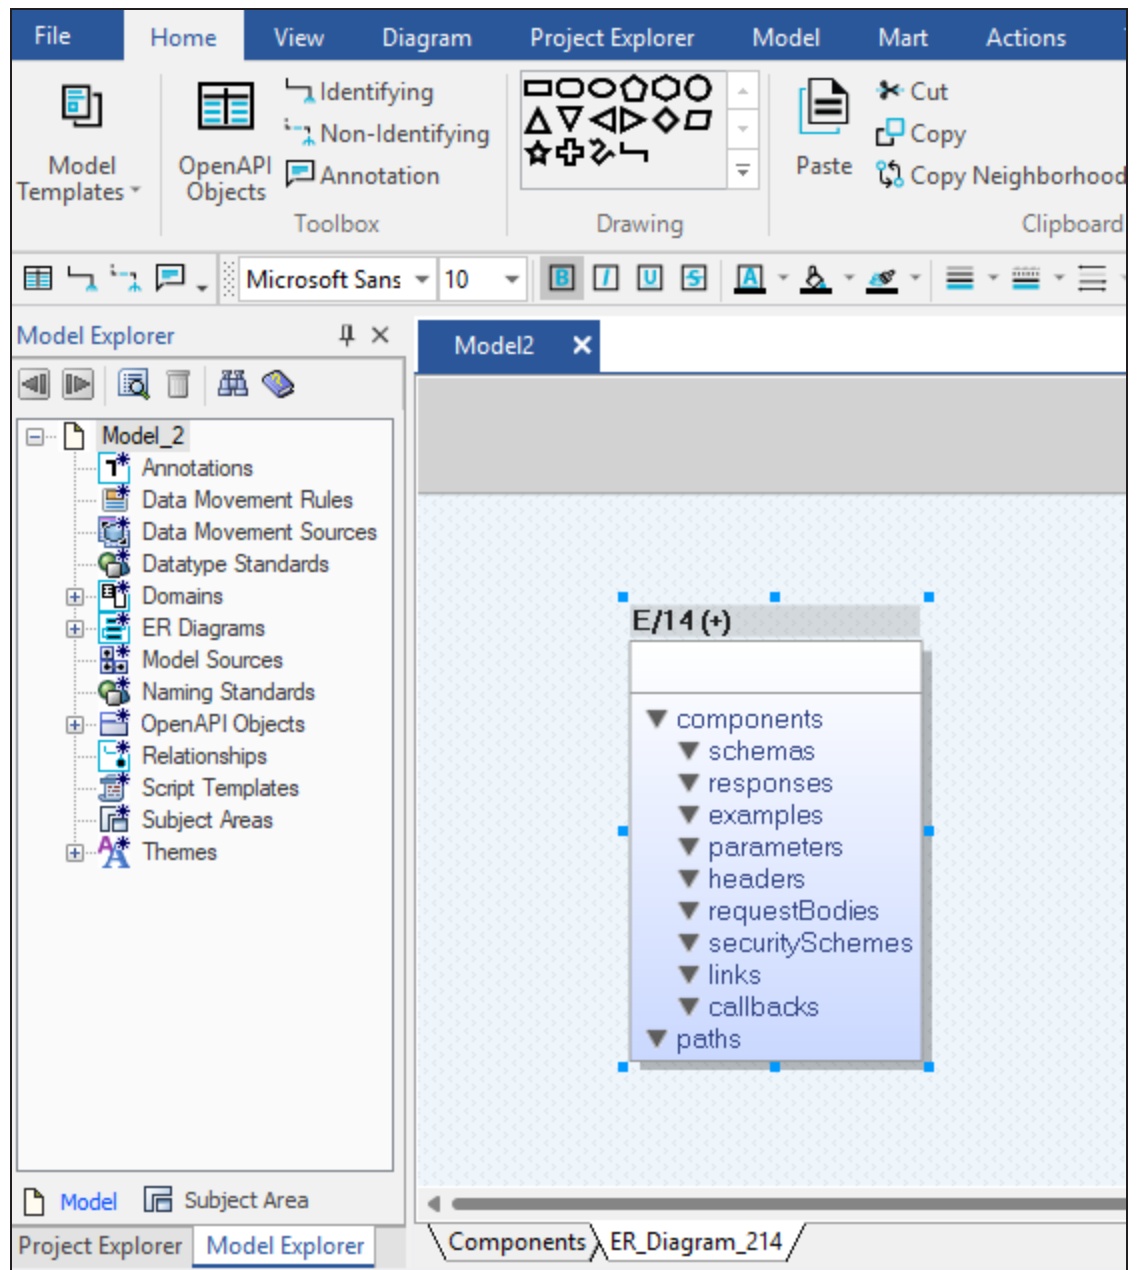 File Home View Diagram Project Explorer Model Mart Actions
Model Templates
OpenAPI Objects
Identifying
Non-Identifying
Annotation
Toolbox
Drawing
Paste
Cut
Copy
Copy Neighborhood
Clipboard
Microsoft Sans 10 B I U S A
Model Explorer
Model2
Model_2
Annotations
Data Movement Rules
Data Movement Sources
Datatype Standards
Domains
ER Diagrams
Model Sources
Naming Standards
OpenAPI Objects
Relationships
Script Templates
Subject Areas
Themes
E/14 (+)
components
schemas
responses
examples
parameters
headers
requestBodies
securitySchemes
links
callbacks
paths
Model Subject Area
Project Explorer Model Explorer
Components ER_Diagram_214